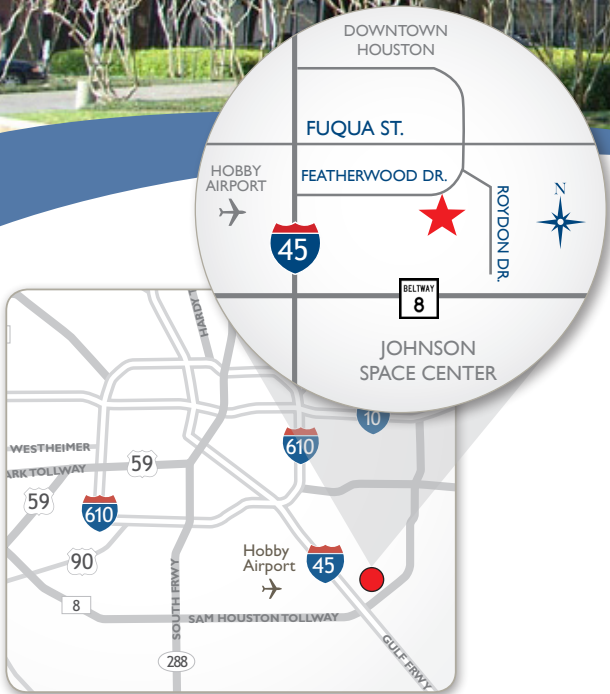 DOWNTOWN
HOUSTON
FUQUA ST.
HOBBY
AIRPORT
FEATHERWOOD DR.
ROYDON DR.
N
45
BELTWAY
8
JOHNSON
SPACE CENTER
HARDY T
10
610
WESTHEIMER
ARK TOLLWAY
59
59
610
90
Hobby
Airport
45
8
SAM HOUSTON TOLLWAY
SOUTH FRWY
GULF FRWY
288